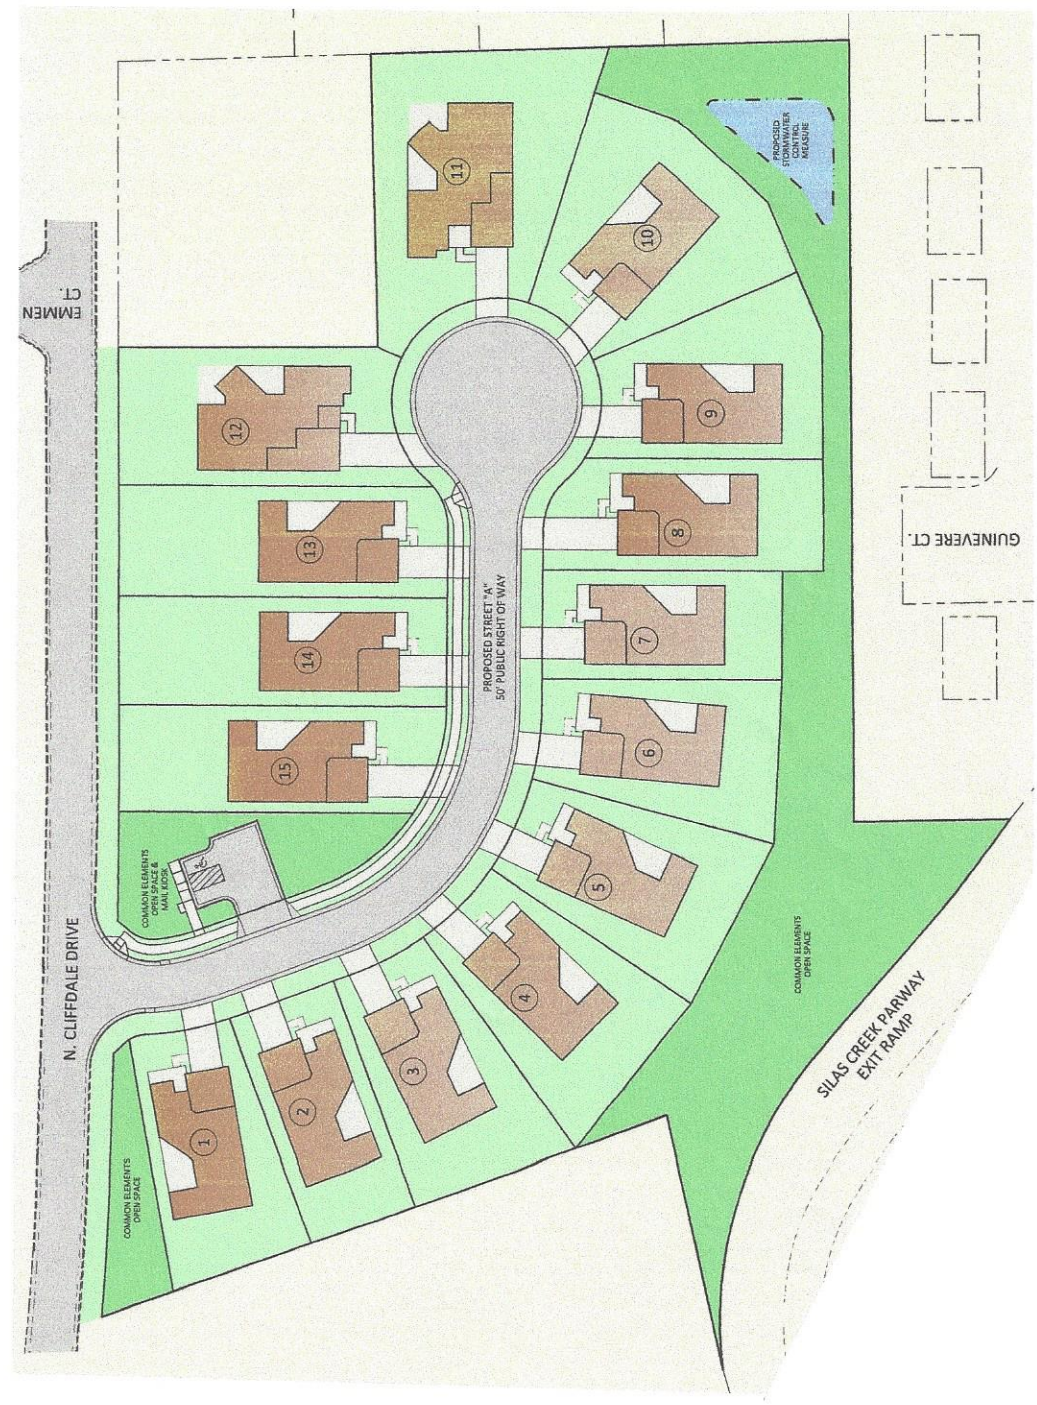 EMMEN
CT.
N. CLIFFDALE DRIVE
PROPOSED
STORMWATER
CONTROL
MEASURE
GUINEVERE CT.
PROPOSED STREET "A"
50' PUBLIC RIGHT OF WAY
COMMON ELEMENTS
OPEN SPACE &
MAIL KIOSK
COMMON ELEMENTS
OPEN SPACE
COMMON ELEMENTS
OPEN SPACE
SILAS CREEK PARWAY
EXIT RAMP
1
2
3
4
5
6
7
8
9
10
11
12
13
14
15